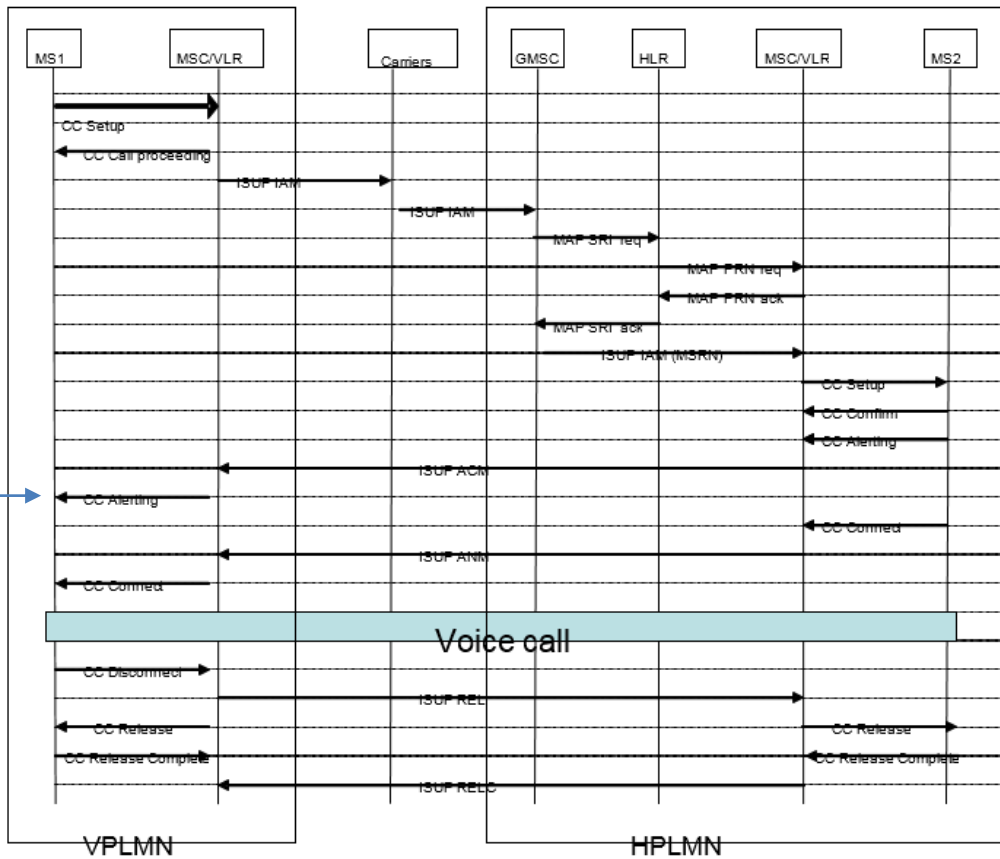 MS1
MSC/VLR
Carriers
GMSC
HLR
MSC/VLR
MS2
CC Setup
CC Call proceeding
ISUP IAM
ISUP IAM
MAP SRI req
MAP PRN req
MAP PRN ack
MAP SRI ack
ISUP IAM (MSRN)
CC Setup
CC Confirm
CC Alerting
ISUP ACM
CC Alerting
CC Connect
ISUP ANM
CC Connect
Voice call
CC Disconnect
ISUP REL
CC Release
CC Release
CC Release Complete
CC Release Complete
ISUP RELC
VPLMN
HPLMN